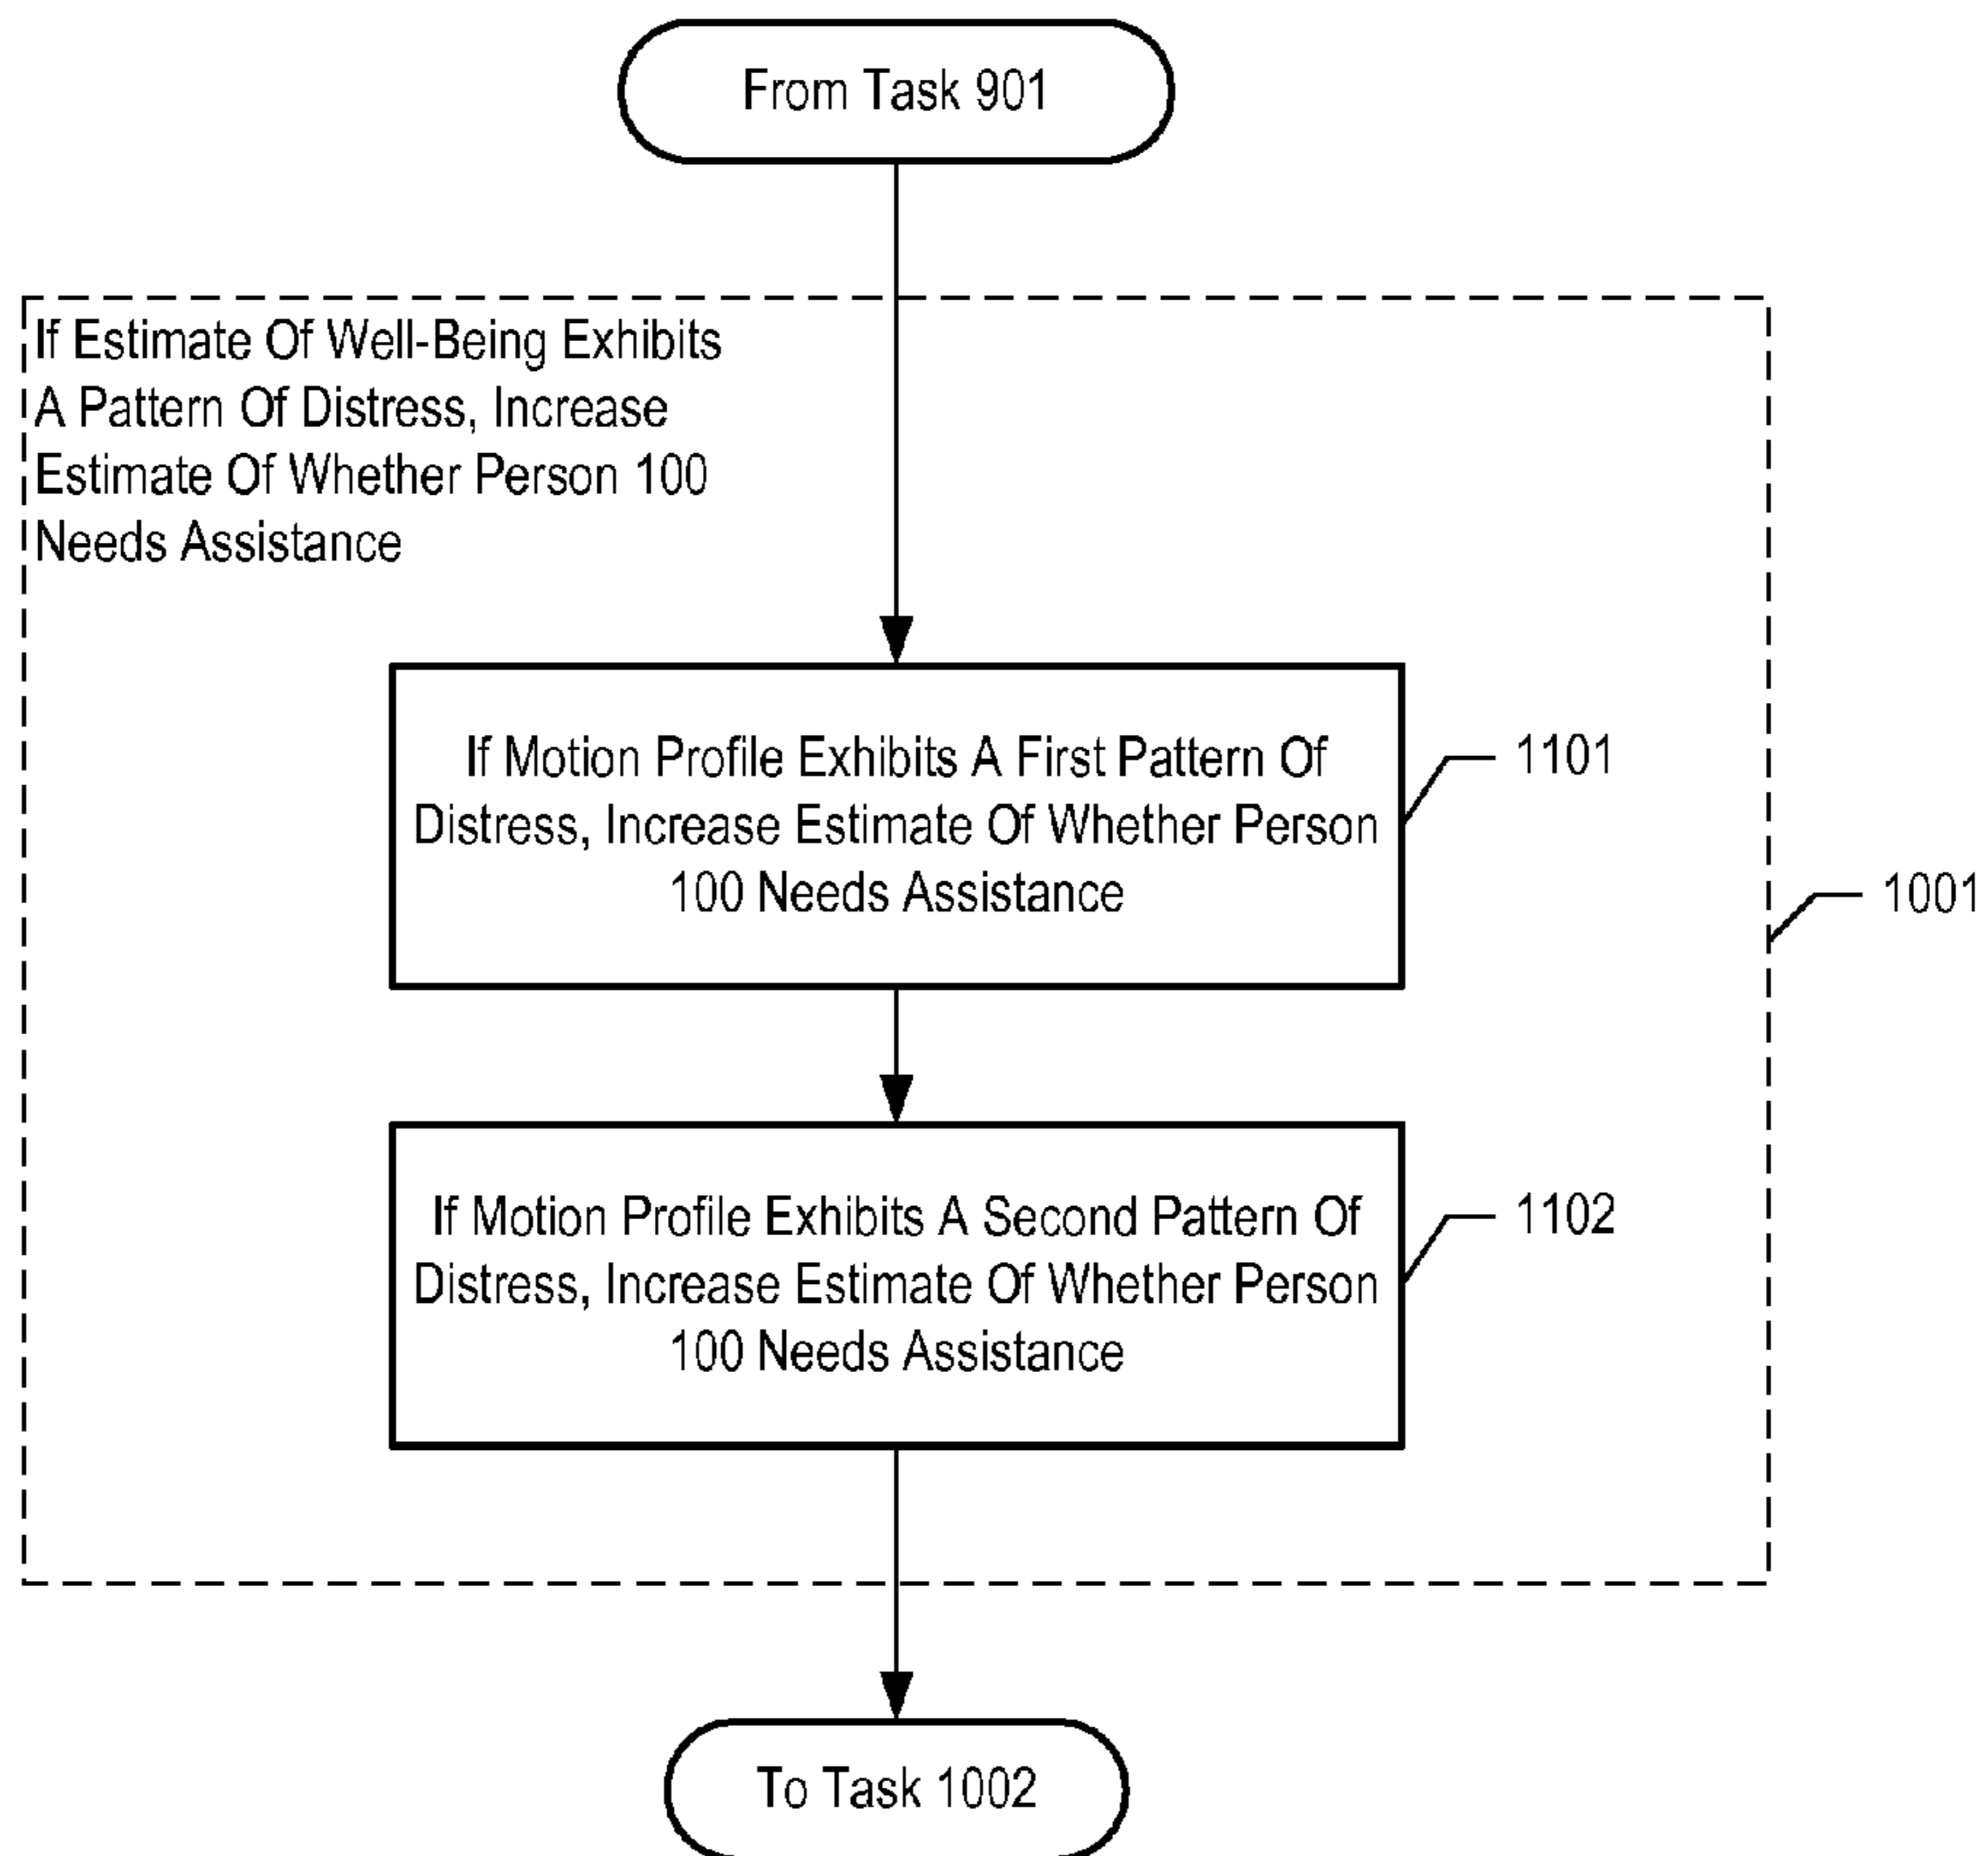 From Task 901
If Estimate Of Well-Being Exhibits
A Pattern Of Distress, Increase
Estimate Of Whether Person 100
Needs Assistance
If Motion Profile Exhibits A First Pattern Of
Distress, Increase Estimate Of Whether Person
100 Needs Assistance
1101
1001
If Motion Profile Exhibits A Second Pattern Of
Distress, Increase Estimate Of Whether Person
100 Needs Assistance
1102
To Task 1002